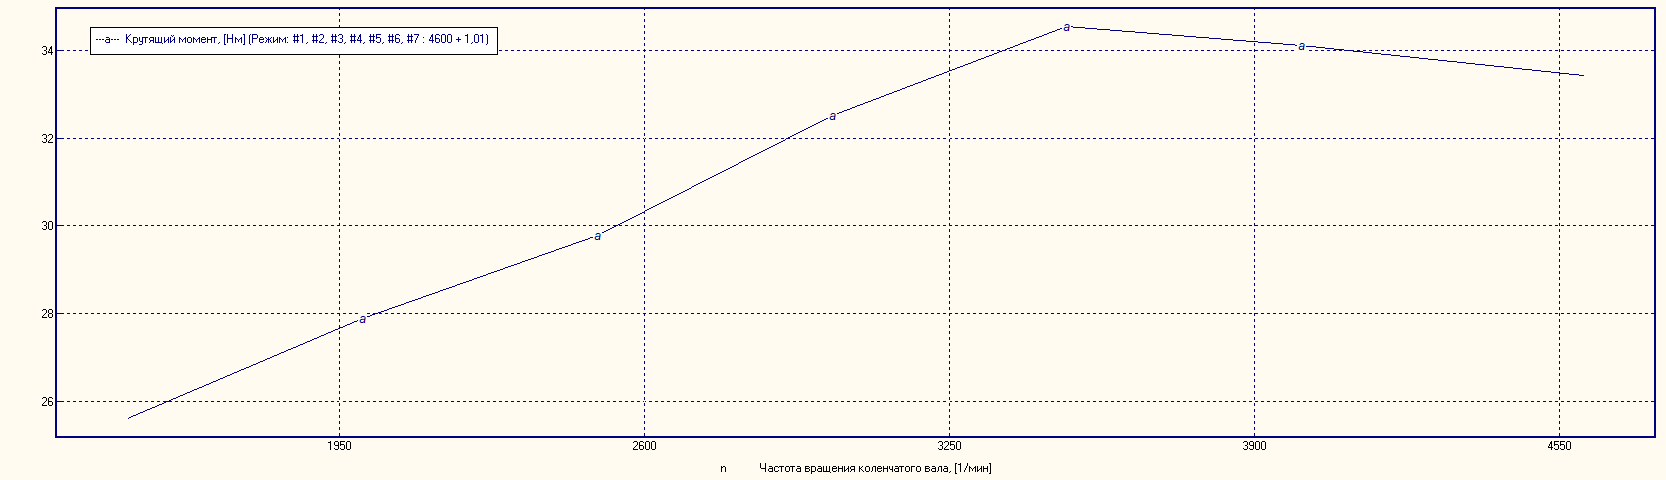 ---a--- Крутящий момент, [Нм] (Режим: #1, #2, #3, #4, #5, #6, #7 : 4600 + 1,01)
a
34
a
a
32
30
a
28
a
26
1950 2600 3250 3900 4550
n Частота вращения коленчатого вала, [1/мин]